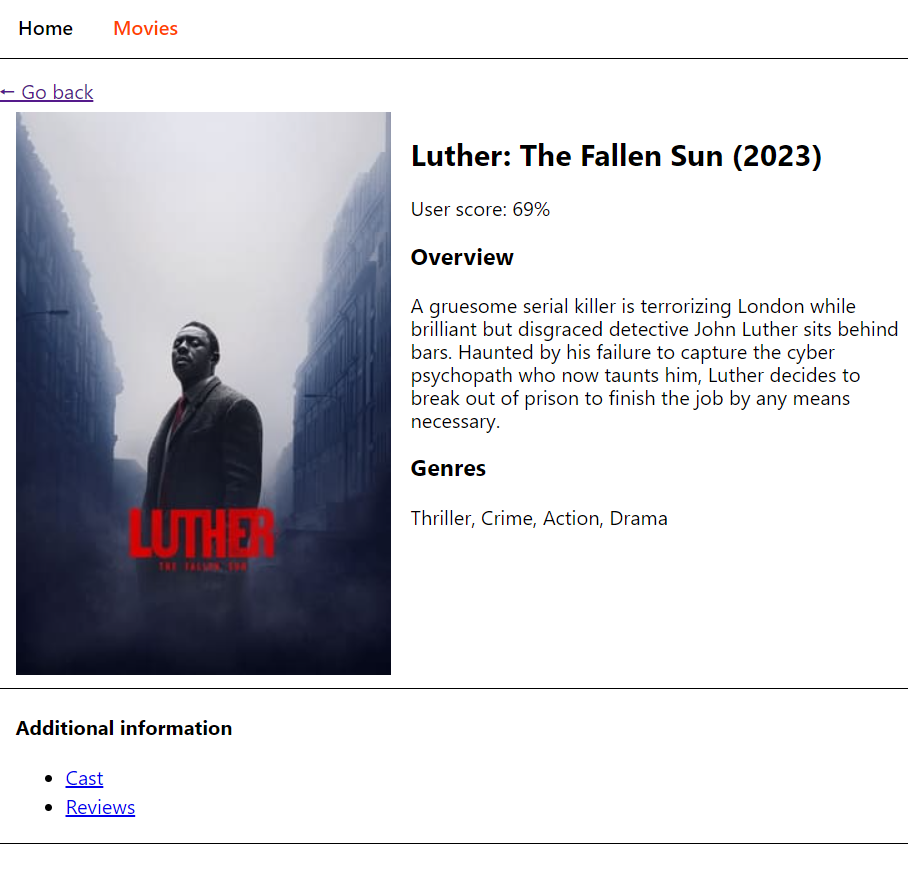 Home Movies
← Go back
Luther: The Fallen Sun (2023)
User score: 69%
Overview
A gruesome serial killer is terrorizing London while
brilliant but disgraced detective John Luther sits behind
bars. Haunted by his failure to capture the cyber
psychopath who now taunts him, Luther decides to
break out of prison to finish the job by any means
necessary.
Genres
Thriller, Crime, Action, Drama
LUTHER
THE FALLEN SUN
Additional information
Cast
Reviews